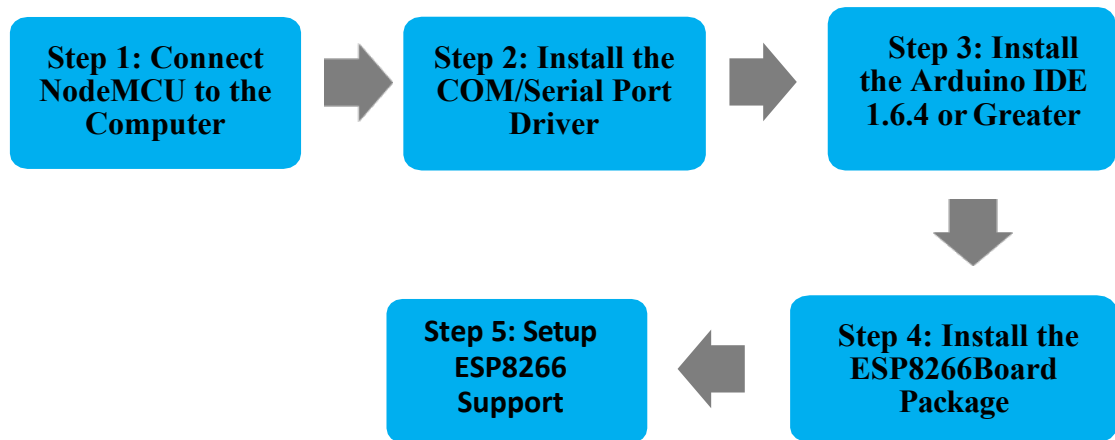 Step 1: Connect
NodeMCU to the
Computer
Step 2: Install the
COM/Serial Port
Driver
Step 3: Install
the Arduino IDE
1.6.4 or Greater
Step 4: Install the
ESP8266Board
Package
Step 5: Setup
ESP8266
Support